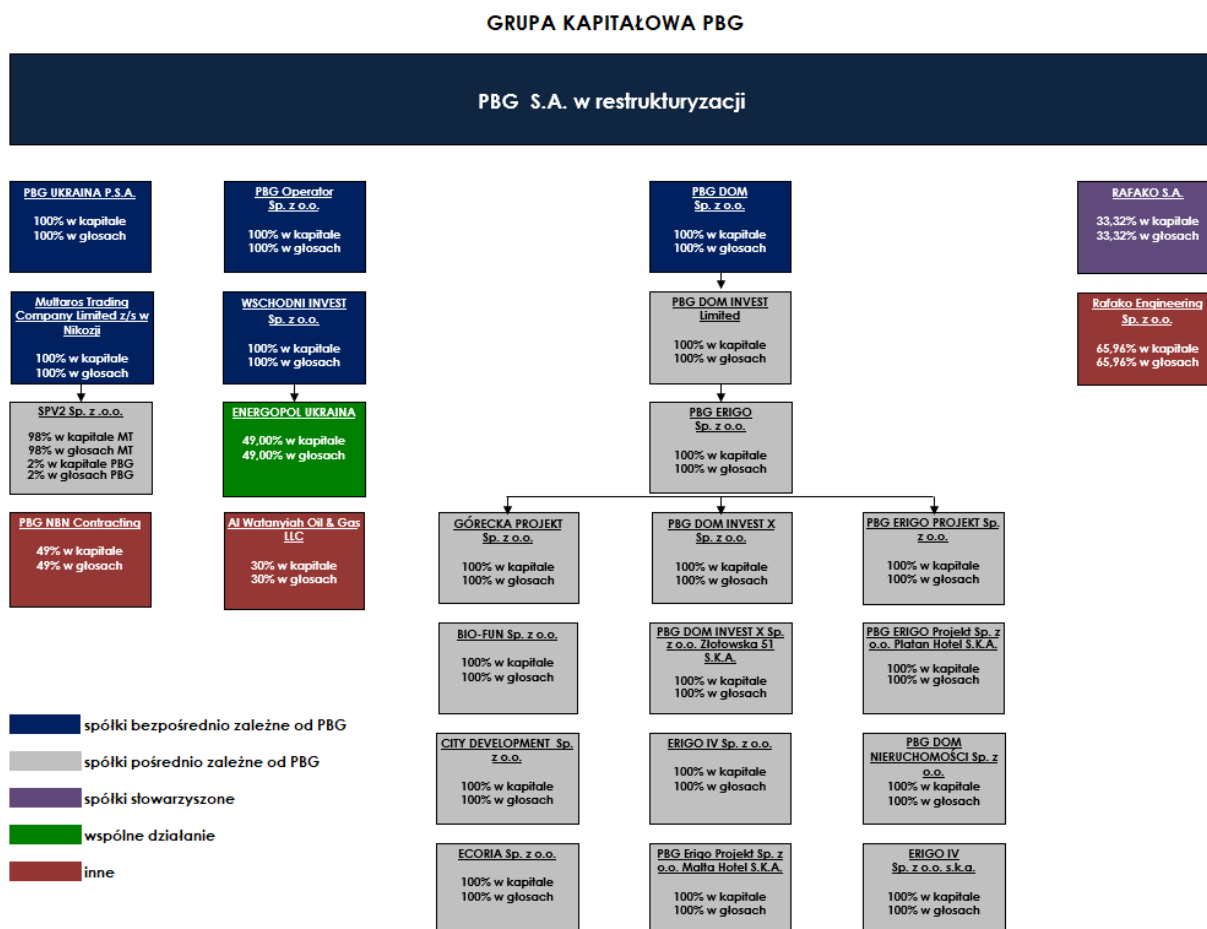 GRUPA KAPITAŁOWA PBG
PBG S.A. w restrukturyzacji
PBG UKRAINA P.S.A.
100% w kapitale
100% w głosach
PBG Operator
Sp. z o.o.
100% w kapitale
100% w głosach
PBG DOM
Sp. z o.o.
100% w kapitale
100% w głosach
RAFAKO S.A.
33,32% w kapitale
33,32% w głosach
Multaros Trading
Company Limited z/s w
Nikozji
100% w kapitale
100% w głosach
WSCHODNI INVEST
Sp. z o.o.
100% w kapitale
100% w głosach
PBG DOM INVEST
Limited
100% w kapitale
100% w głosach
Rafako Engineering
Sp. z o.o.
65,96% w kapitale
65,96% w głosach
SPV2 Sp. z .o.o.
98% w kapitale MT
98% w głosach MT
2% w kapitale PBG
2% w głosach PBG
ENERGOPOL UKRAINA
49,00% w kapitale
49,00% w głosach
PBG ERIGO
Sp. z o.o.
100% w kapitale
100% w głosach
PBG NBN Contracting
49% w kapitale
49% w głosach
Al Watanyiah Oil & Gas
LLC
30% w kapitale
30% w głosach
GÓRECKA PROJEKT
Sp. z o.o.
100% w kapitale
100% w głosach
PBG DOM INVEST X
Sp. z o.o.
100% w kapitale
100% w głosach
PBG ERIGO PROJEKT Sp.
z o.o.
100% w kapitale
100% w głosach
BIO-FUN Sp. z o.o.
100% w kapitale
100% w głosach
PBG DOM INVEST X Sp.
z o.o. Złotowska 51
S.K.A.
100% w kapitale
100% w głosach
PBG ERIGO Projekt Sp. z
o.o. Platan Hotel S.K.A.
100% w kapitale
100% w głosach
CITY DEVELOPMENT Sp.
z o.o.
100% w kapitale
100% w głosach
ERIGO IV Sp. z o.o.
100% w kapitale
100% w głosach
PBG DOM
NIERUCHOMOŚCI Sp. z
o.o.
100% w kapitale
100% w głosach
ECORIA Sp. z o.o.
100% w kapitale
100% w głosach
PBG Erigo Projekt Sp. z
o.o. Malta Hotel S.K.A.
100% w kapitale
100% w głosach
ERIGO IV
Sp. z o.o. s.k.a.
100% w kapitale
100% w głosach
spółki bezpośrednio zależne od PBG
spółki pośrednio zależne od PBG
spółki stowarzyszone
wspólne działanie
inne